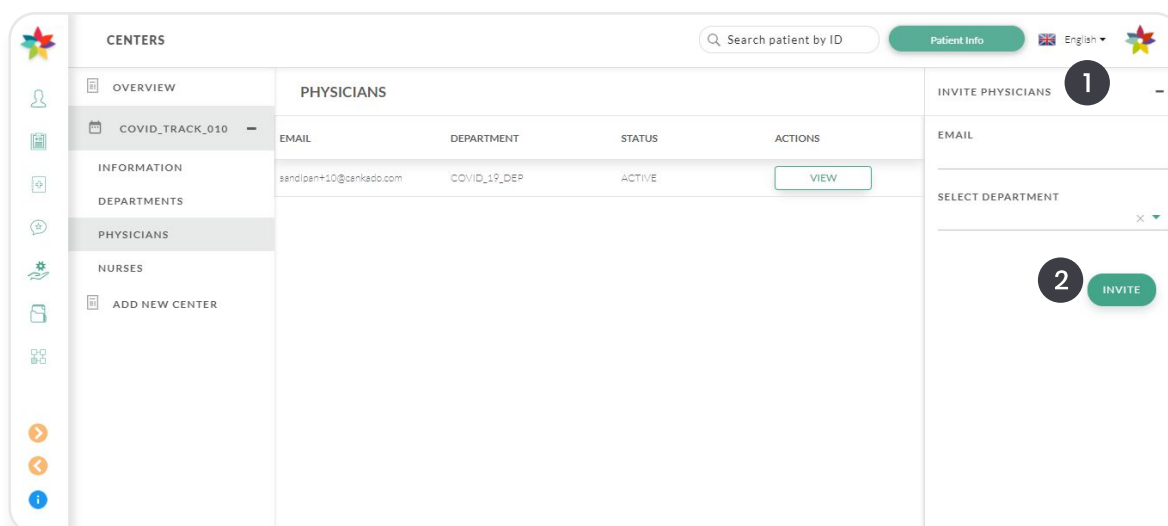 CENTERS
Search patient by ID
Patient Info
English
OVERVIEW
COVID_TRACK_010
INFORMATION
DEPARTMENTS
PHYSICIANS
NURSES
ADD NEW CENTER
PHYSICIANS
EMAIL DEPARTMENT STATUS ACTIONS
sandipan+10@cankado.com COVID_19_DEP ACTIVE VIEW
INVITE PHYSICIANS 1
EMAIL
SELECT DEPARTMENT
2 INVITE